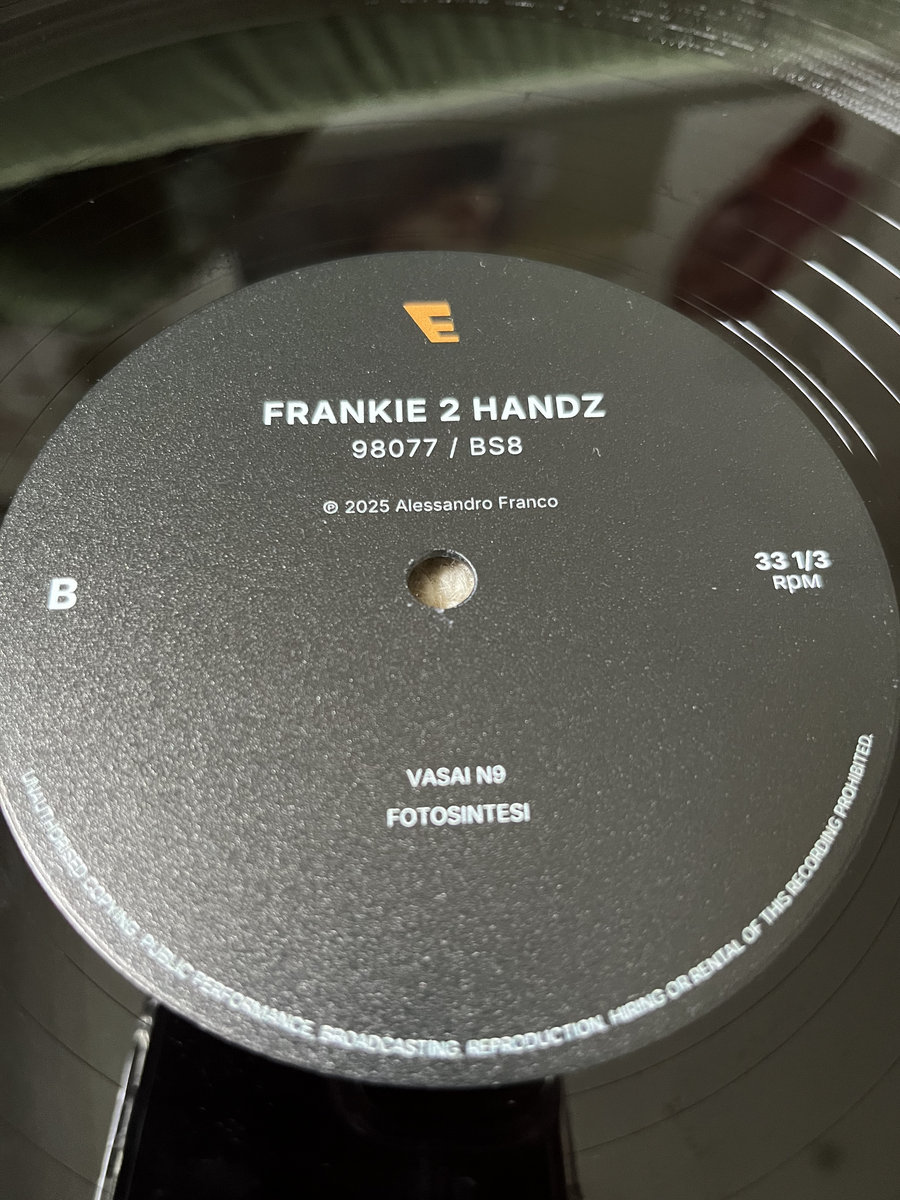 E
FRANKIE 2 HANDZ
98077 / BS8
℗ 2025 Alessandro Franco
B
33 1/3
RPM
VASAI N9
FOTOSINTESI
UNAUTHORISED COPYING, PUBLIC PERFORMANCE, BROADCASTING, REPRODUCTION, HIRING OR RENTAL OF THIS RECORDING PROHIBITED.